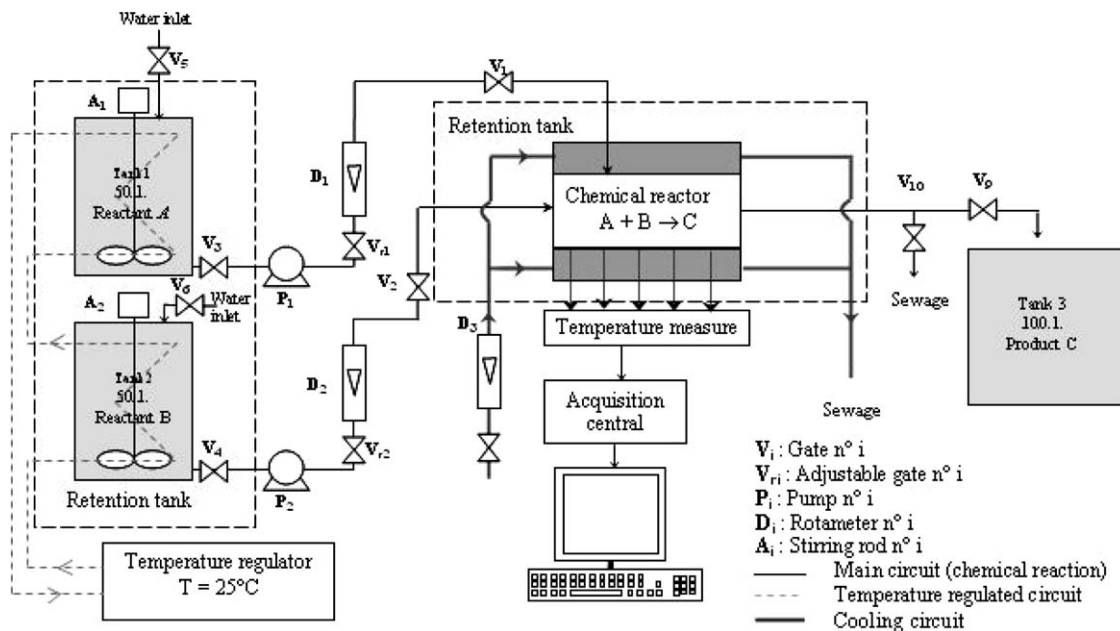 Water inlet
V5
A1
Tank 1
50.1.
Reactant A
V3
P1
Vr1
D1
V1
Retention tank
Chemical reactor
A + B → C
V10
V9
Sewage
Tank 3
100.1.
Product C
A2
V6
Water
inlet
Tank 2
50.1.
Reactant B
V4
P2
Vr2
D2
V2
D3
Temperature measure
Acquisition
central
Sewage
Retention tank
Temperature regulator
T = 25°C
Vi : Gate n° i
Vri : Adjustable gate n° i
Pi : Pump n° i
Di : Rotameter n° i
Ai : Stirring rod n° i
Main circuit (chemical reaction)
Temperature regulated circuit
Cooling circuit